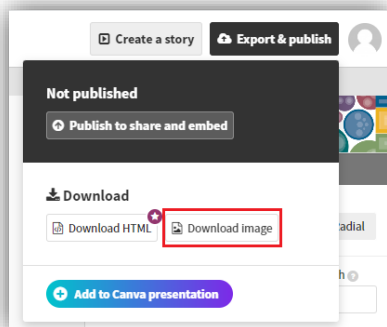 Create a story
Export & publish
Not published
Publish to share and embed
Download
Download HTML
Download image
adial
h
Add to Canva presentation